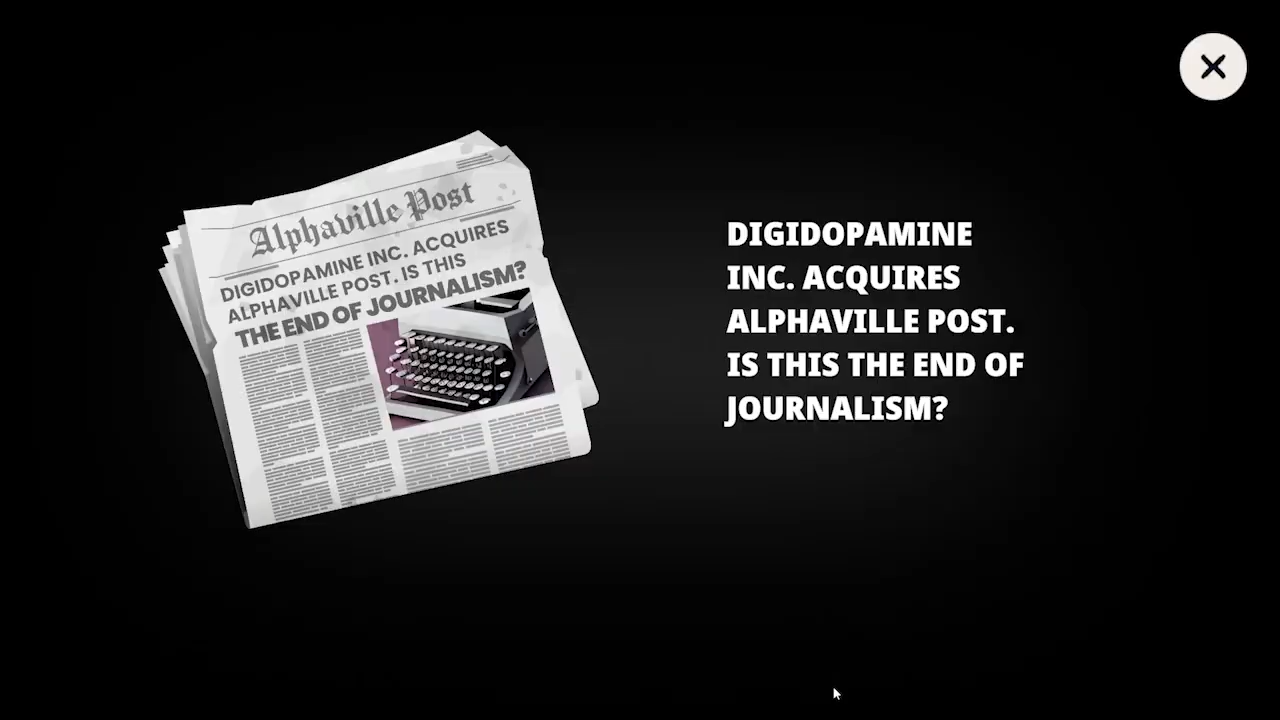 Alphaville Post
DIGIDOPAMINE INC. ACQUIRES
ALPHAVILLE POST. IS THIS
THE END OF JOURNALISM?
DIGIDOPAMINE
INC. ACQUIRES
ALPHAVILLE POST.
IS THIS THE END OF
JOURNALISM?